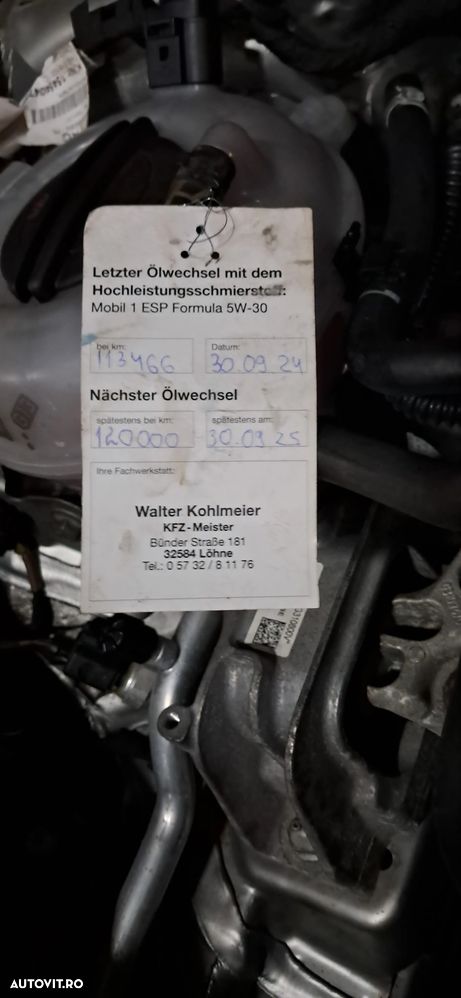 Letzter Ölwechsel mit dem
Hochleistungsschmierstoff:
Mobil 1 ESP Formula 5W-30
bei km: Datum:
113466 30 09 24
Nächster Ölwechsel
spätestens bei km: spätestens am:
120000 30 09 25
Ihre Fachwerkstatt:
Walter Kohlmeier
KFZ-Meister
Bünder Straße 181
32584 Löhne
Tel.: 0 57 32 / 8 11 76
AUTOVIT.RO